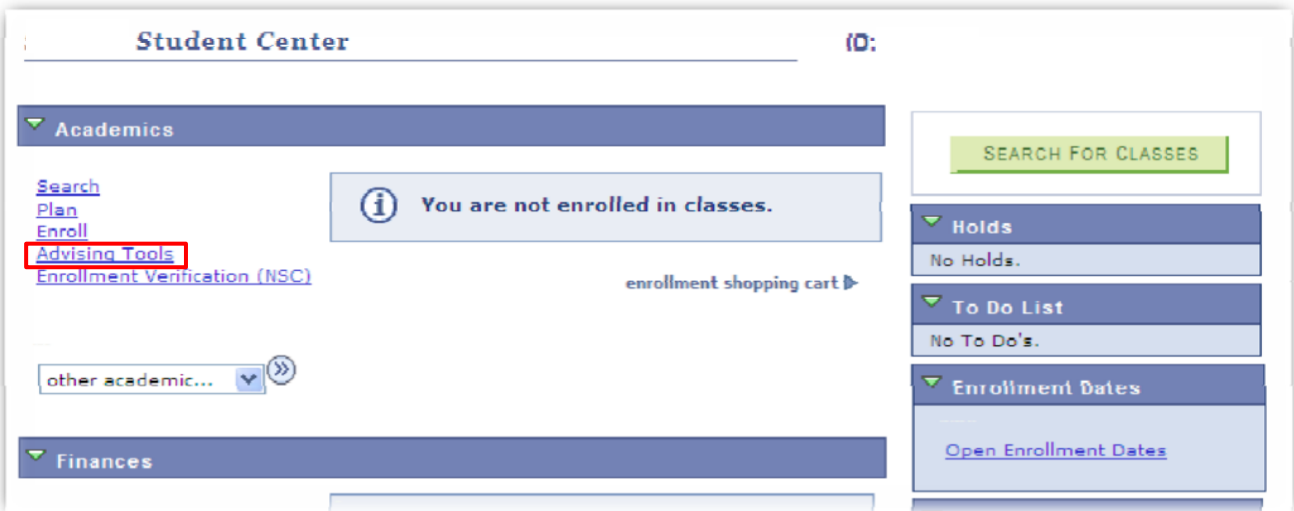 Student Center
ID:
Academics
Search
Plan
Enroll
Advising Tools
Enrollment Verification (NSC)
You are not enrolled in classes.
enrollment shopping cart
other academic...
Finances
SEARCH FOR CLASSES
Holds
No Holds.
To Do List
No To Do's.
Enrollment Dates
Open Enrollment Dates